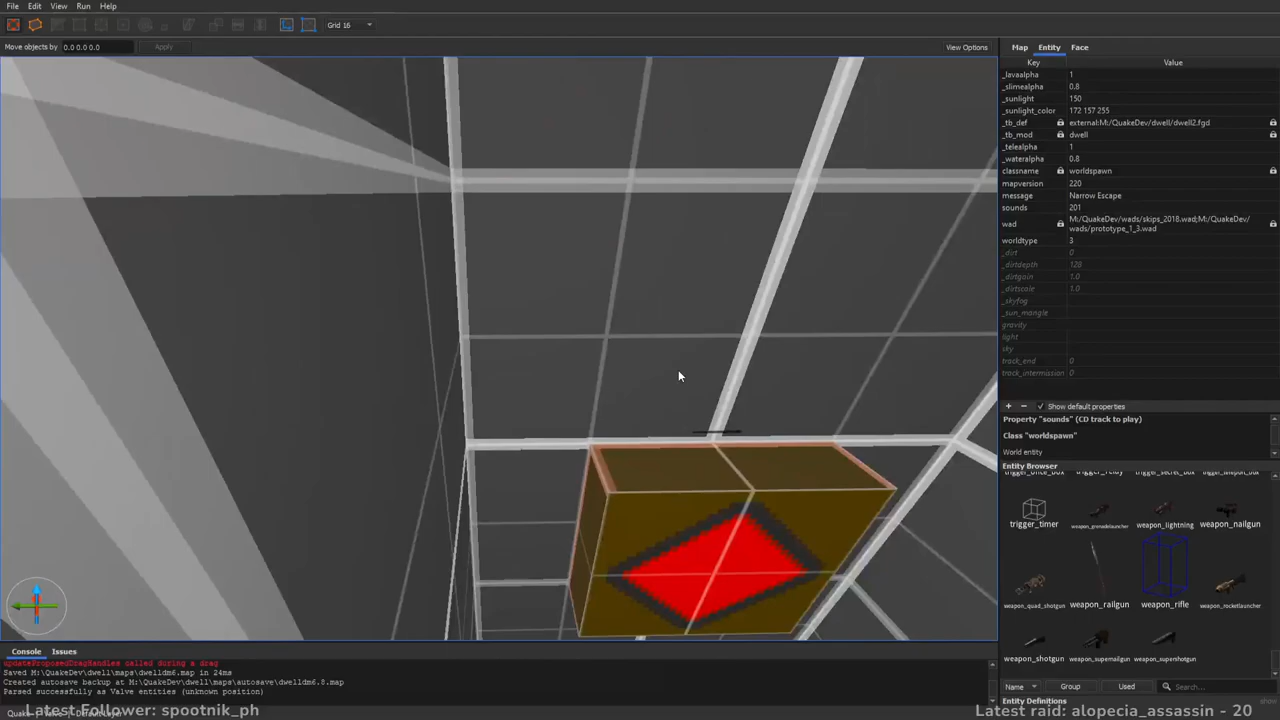 File Edit View Run Help
Grid 16
Move objects by 0.0 0.0 0.0 Apply View Options
Map Entity Face
Key Value
_lavaalpha 1
_slimealpha 0.8
_sunlight 150
_sunlight_color 172 157 255
_tb_def external:M:/QuakeDev/dwell/dwell2.fgd
_tb_mod dwell
_telealpha 1
_wateralpha 0.8
classname worldspawn
mapversion 220
message Narrow Escape
sounds 201
wad M:/QuakeDev/wads/skips_2018.wad;M:/QuakeDev/
wads/prototype_1_3.wad
worldtype 3
_dirt 0
_dirtdepth 128
_dirtgain 1.0
_dirtscale 1.0
_skyfog
_sun_mangle
gravity
light
sky
track_end 0
track_intermission 0
+ − Show default properties
Property "sounds" (CD track to play)
Class "worldspawn"
World entity
Entity Browser
trigger_timer weapon_grenadelauncher weapon_lightning weapon_nailgun
weapon_quad_shotgun weapon_railgun weapon_rifle weapon_rocketlauncher
weapon_shotgun weapon_supernailgun weapon_supershotgun
Name Group Used Search...
Entity Definitions
Console Issues
updateProposedDragHandles called during a drag
Saved M:\QuakeDev\dwell\maps\dwelldm6.map in 24ms
Created autosave backup at M:\QuakeDev\dwell\maps\autosave\dwelldm6.8.map
Parsed successfully as Valve entities (unknown position)
Latest Follower: spootnik_ph
Latest raid: alopecia_assassin - 20